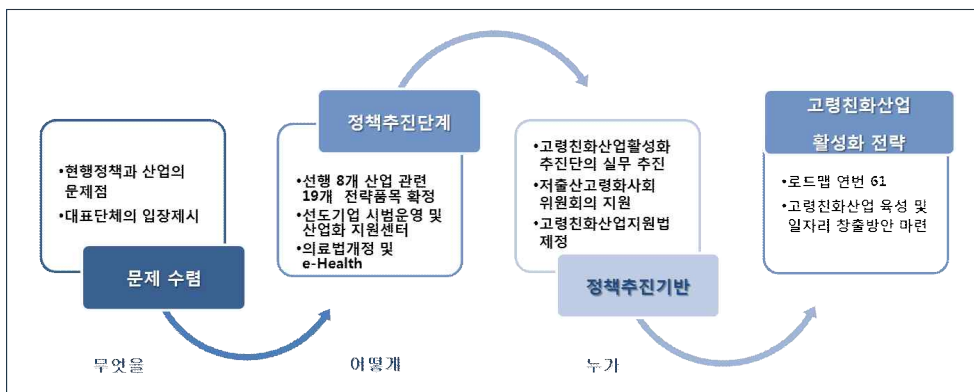 •현행정책과 산업의
문제점
•대표단체의 입장제시
문제 수렴
무엇을
정책추진단계
•선행 8개 산업 관련
19개 전략품목 확정
•선도기업 시범운영 및
산업화 지원센터
•의료법개정 및
e-Health
어떻게
•고령친화산업활성화
추진단의 실무 추진
•저출산고령화사회
위원회의 지원
•고령친화산업지원법
제정
정책추진기반
누가
고령친화산업
활성화 전략
•로드맵 연번 61
•고령친화산업 육성 및
일자리 창출방안 마련